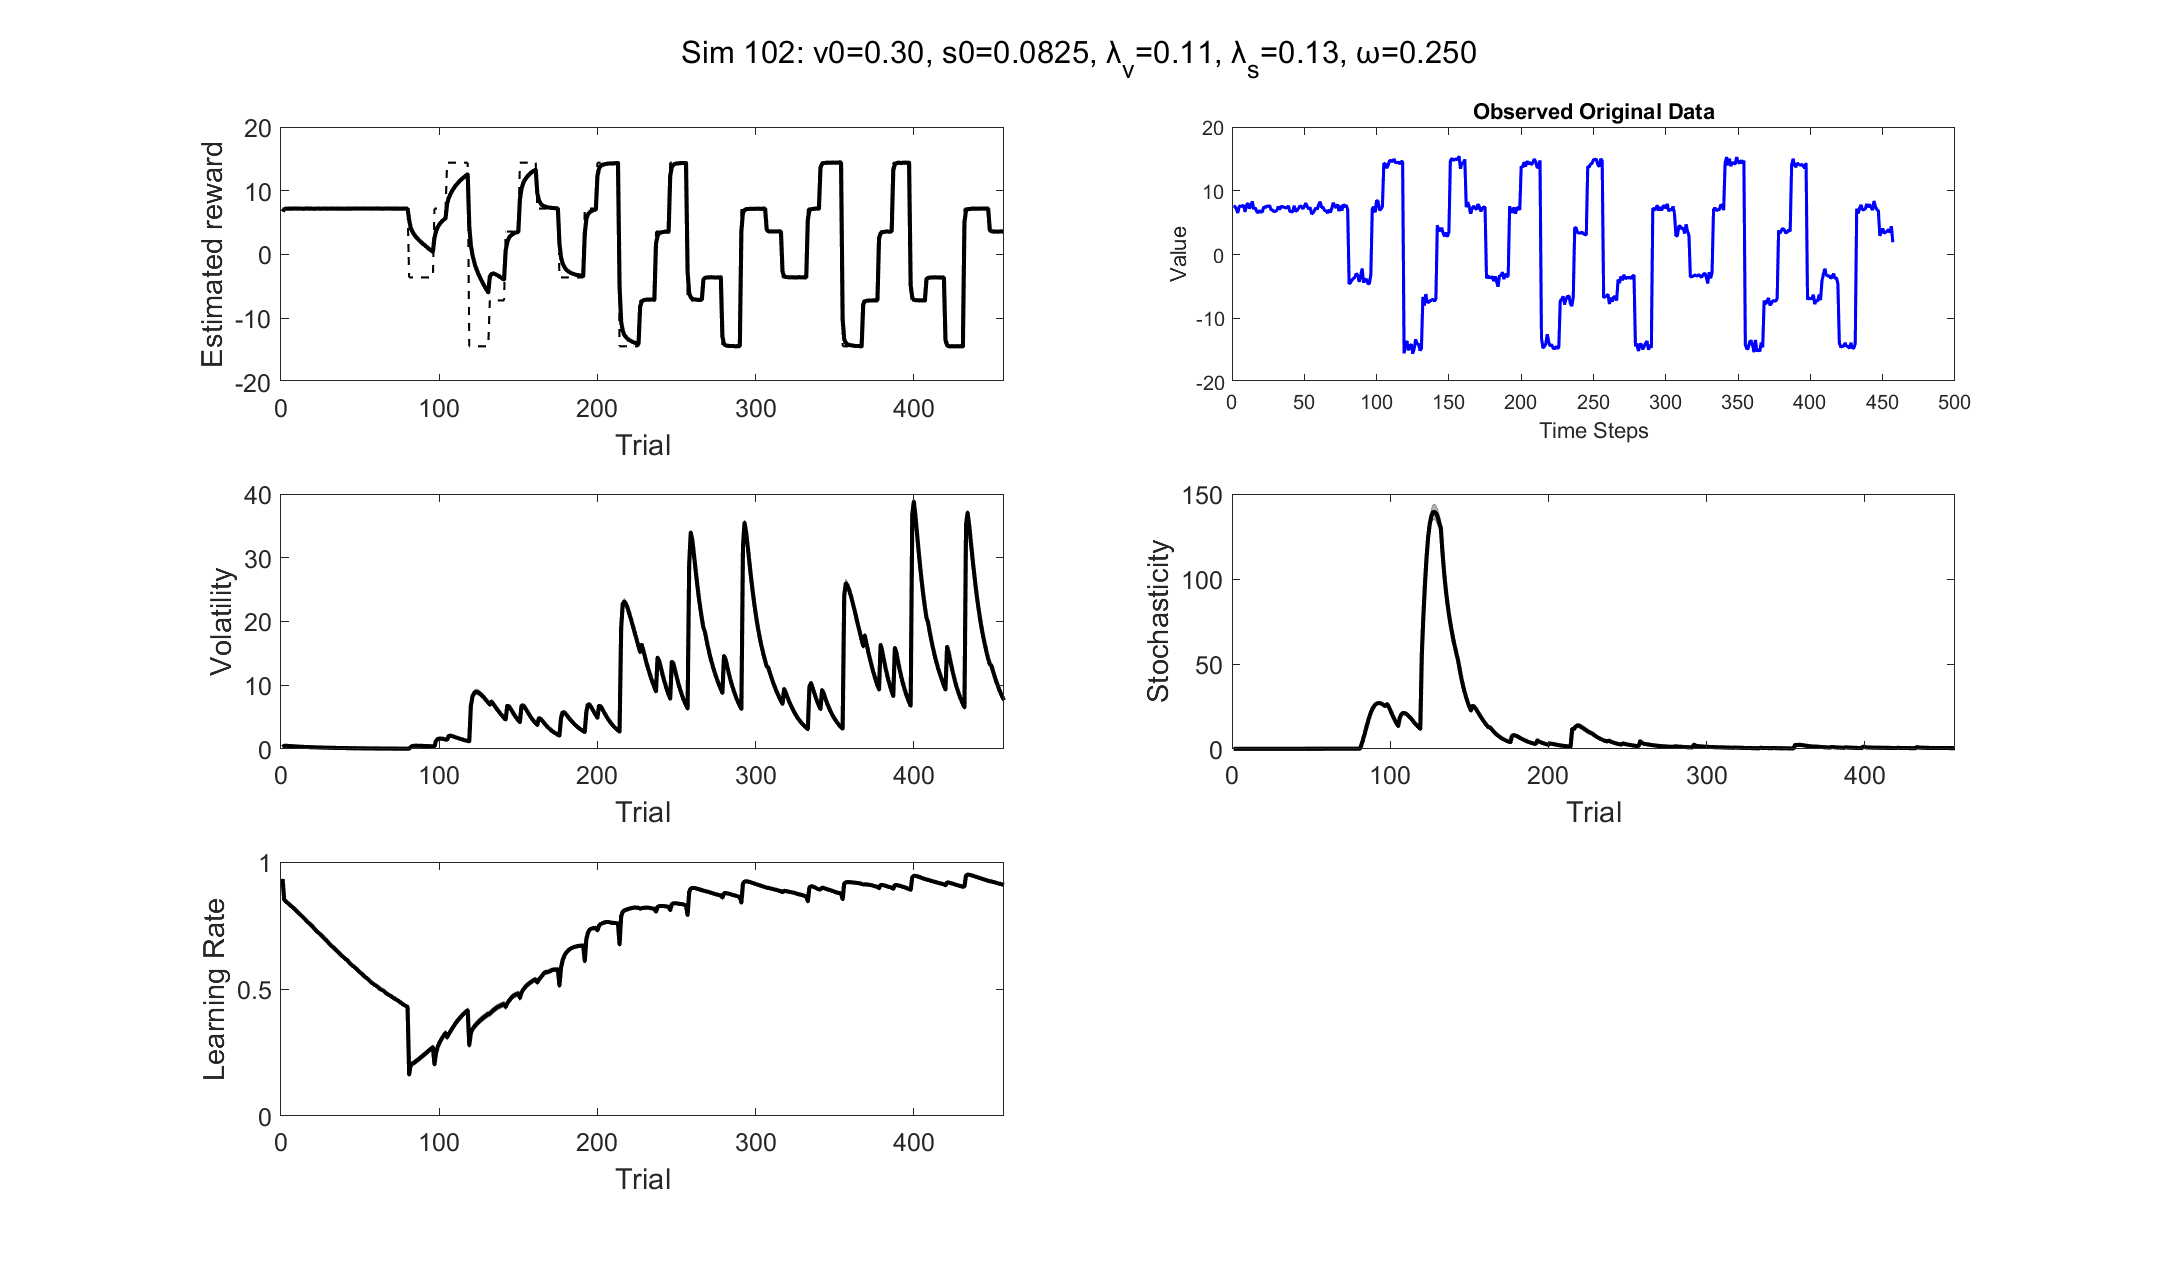 Sim 102: v0=0.30, s0=0.0825, λv=0.11, λs=0.13, ω=0.250
Estimated reward
20
10
0
-10
-20
0 100 200 300 400
Trial
Observed Original Data
Value
20
10
0
-10
-20
0 50 100 150 200 250 300 350 400 450 500
Time Steps
Volatility
40
30
20
10
0
0 100 200 300 400
Trial
Stochasticity
150
100
50
0
0 100 200 300 400
Trial
Learning Rate
1
0.5
0
0 100 200 300 400
Trial